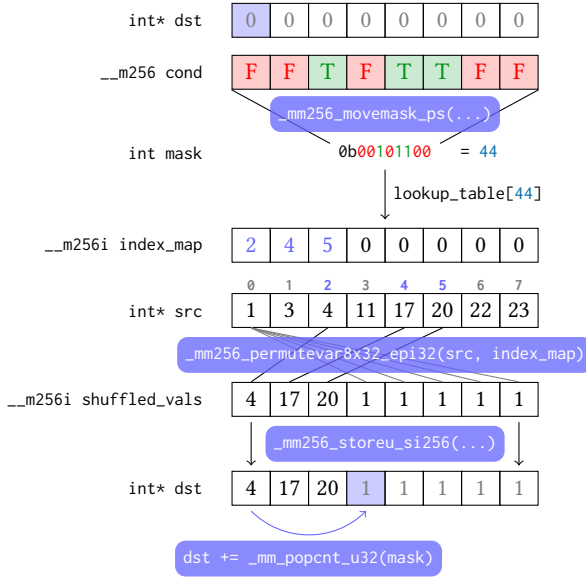 int* dst 0 0 0 0 0 0 0 0
__m256 cond F F T F T T F F
_mm256_movemask_ps(...)
int mask 0b00101100 = 44
lookup_table[44]
__m256i index_map 2 4 5 0 0 0 0 0
0 1 2 3 4 5 6 7
int* src 1 3 4 11 17 20 22 23
_mm256_permutevar8x32_epi32(src, index_map)
__m256i shuffled_vals 4 17 20 1 1 1 1 1
_mm256_storeu_si256(...)
int* dst 4 17 20 1 1 1 1 1
dst += _mm_popcnt_u32(mask)